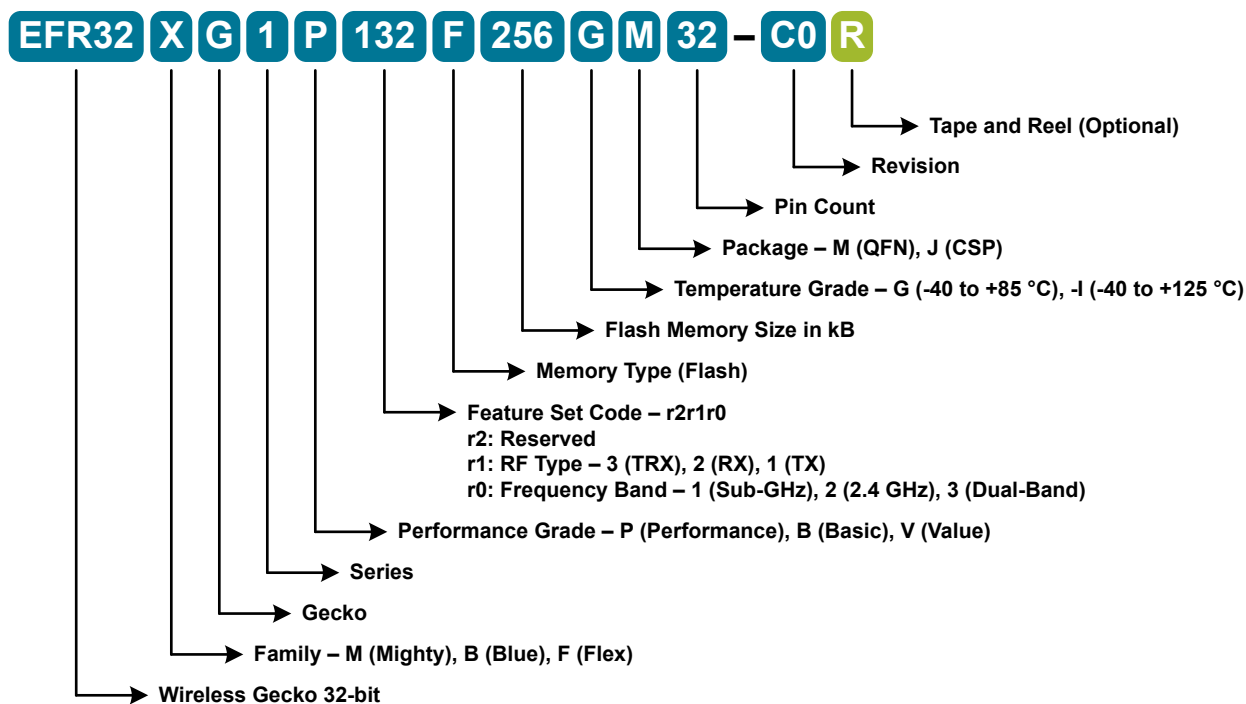 EFR32 X G 1 P 132 F 256 G M 32 – C0 R
Tape and Reel (Optional)
Revision
Pin Count
Package – M (QFN), J (CSP)
Temperature Grade – G (-40 to +85 °C), -I (-40 to +125 °C)
Flash Memory Size in kB
Memory Type (Flash)
Feature Set Code – r2r1r0
r2: Reserved
r1: RF Type – 3 (TRX), 2 (RX), 1 (TX)
r0: Frequency Band – 1 (Sub-GHz), 2 (2.4 GHz), 3 (Dual-Band)
Performance Grade – P (Performance), B (Basic), V (Value)
Series
Gecko
Family – M (Mighty), B (Blue), F (Flex)
Wireless Gecko 32-bit